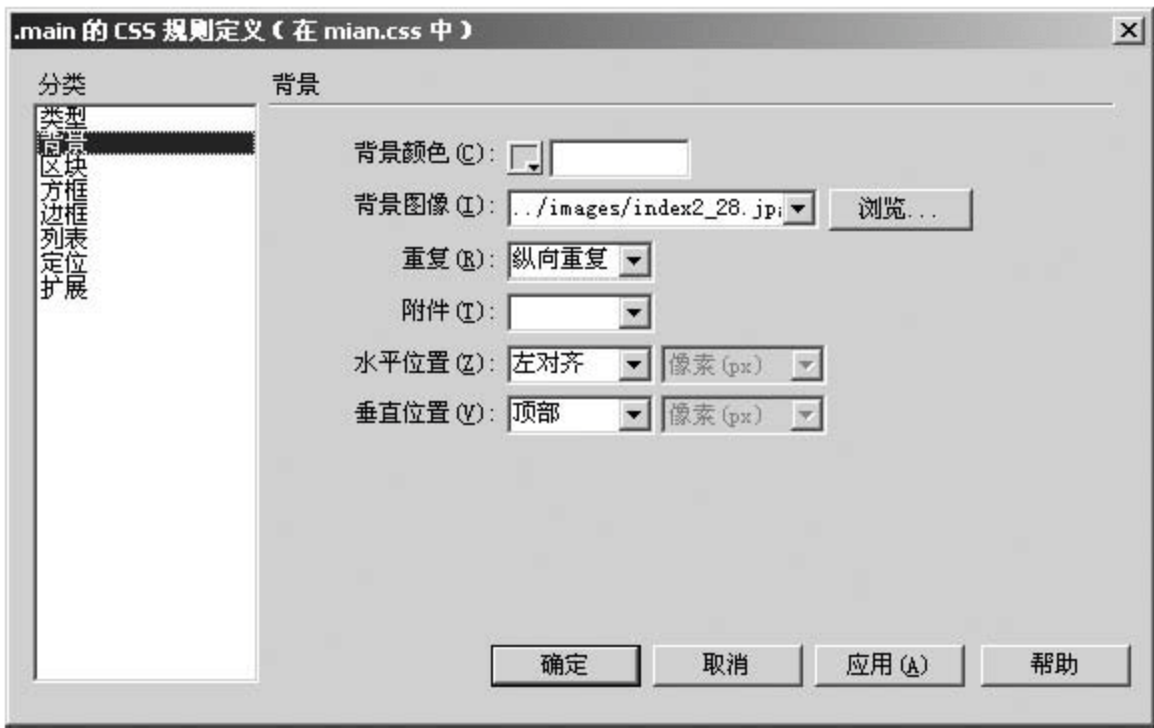 .main 的 CSS 规则定义（在 mian.css 中）
分类
类型
背景
区块
方框
边框
列表
定位
扩展
背景
背景颜色(C):
背景图像(I): ../images/index2_28.jp 浏览...
重复(R): 纵向重复
附件(T):
水平位置(Z): 左对齐 像素(px)
垂直位置(V): 顶部 像素(px)
确定 取消 应用(A) 帮助